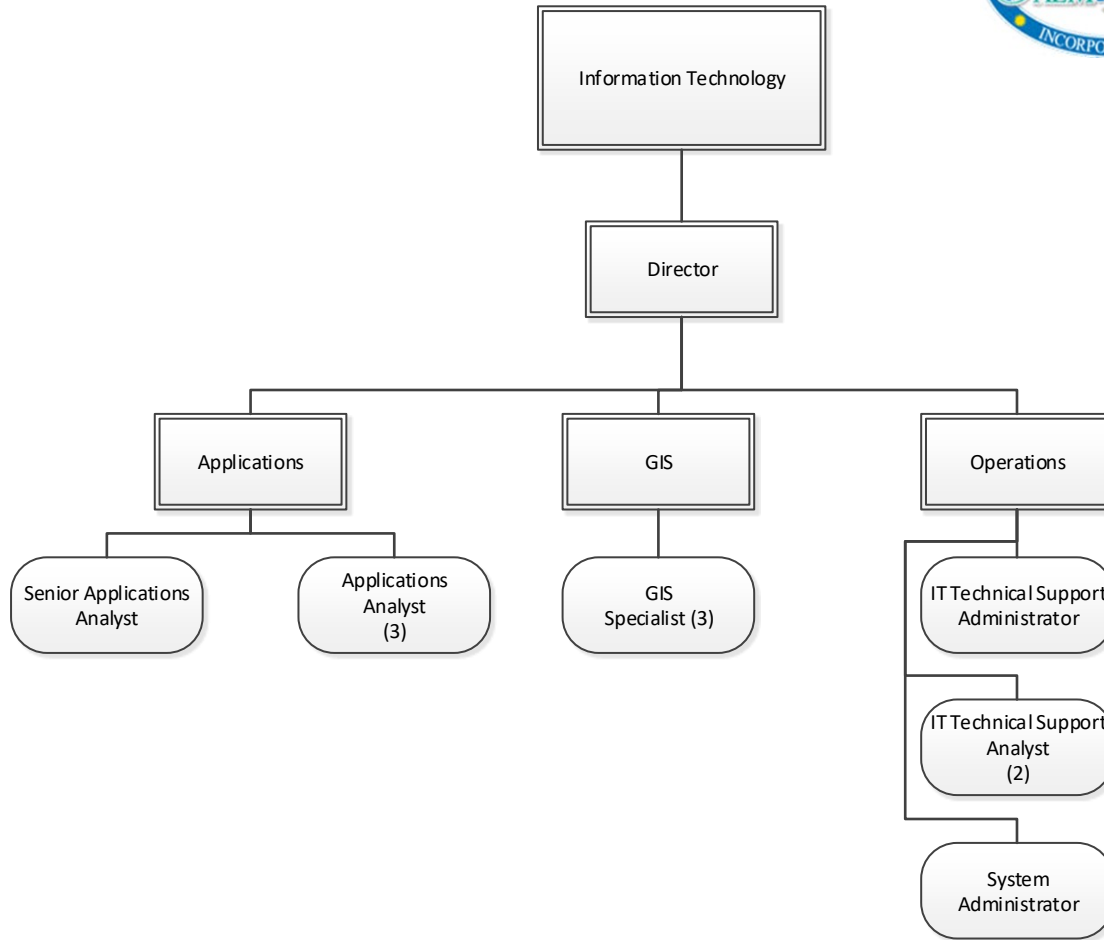 INCORPO
Information Technology
Director
Applications
GIS
Operations
Senior Applications
Analyst
Applications
Analyst
(3)
GIS
Specialist (3)
IT Technical Support
Administrator
IT Technical Support
Analyst
(2)
System
Administrator